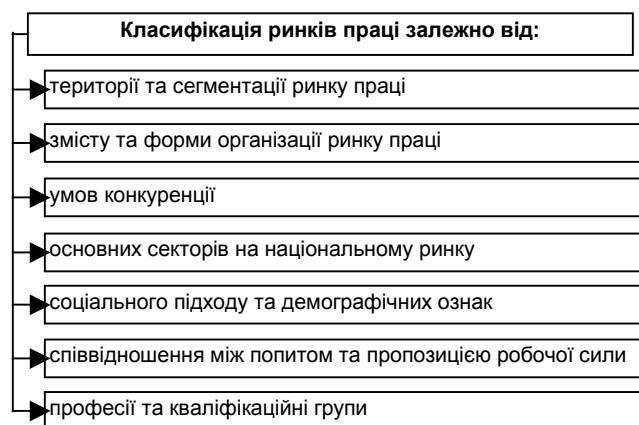 Класифікація ринків праці залежно від:
території та сегментації ринку праці
змісту та форми організації ринку праці
умов конкуренції
основних секторів на національному ринку
соціального підходу та демографічних ознак
співвідношення між попитом та пропозицією робочої сили
професії та кваліфікаційні групи